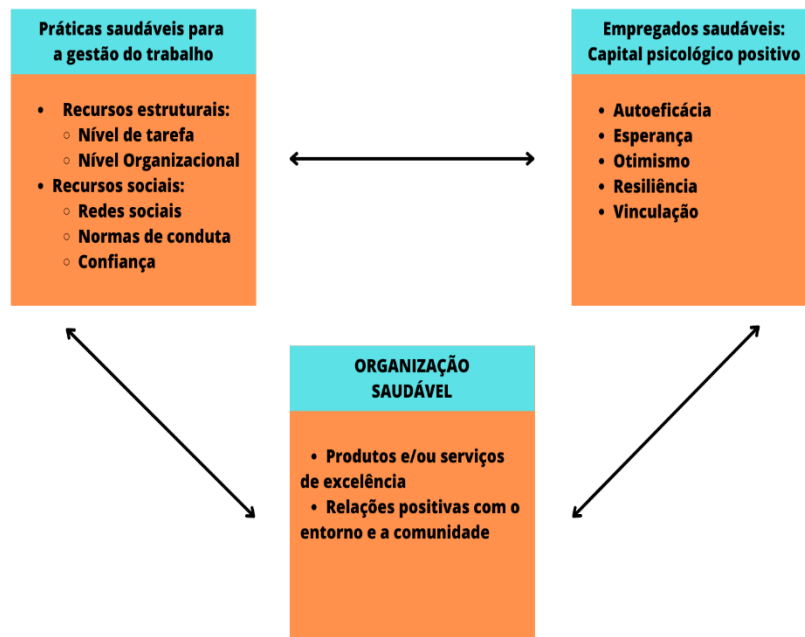 Práticas saudáveis para
a gestão do trabalho
• Recursos estruturais:
○ Nível de tarefa
○ Nível Organizacional
• Recursos sociais:
○ Redes sociais
○ Normas de conduta
○ Confiança
Empregados saudáveis:
Capital psicológico positivo
• Autoeficácia
• Esperança
• Otimismo
• Resiliência
• Vinculação
ORGANIZAÇÃO
SAUDÁVEL
• Produtos e/ou serviços
de excelência
• Relações positivas com o
entorno e a comunidade